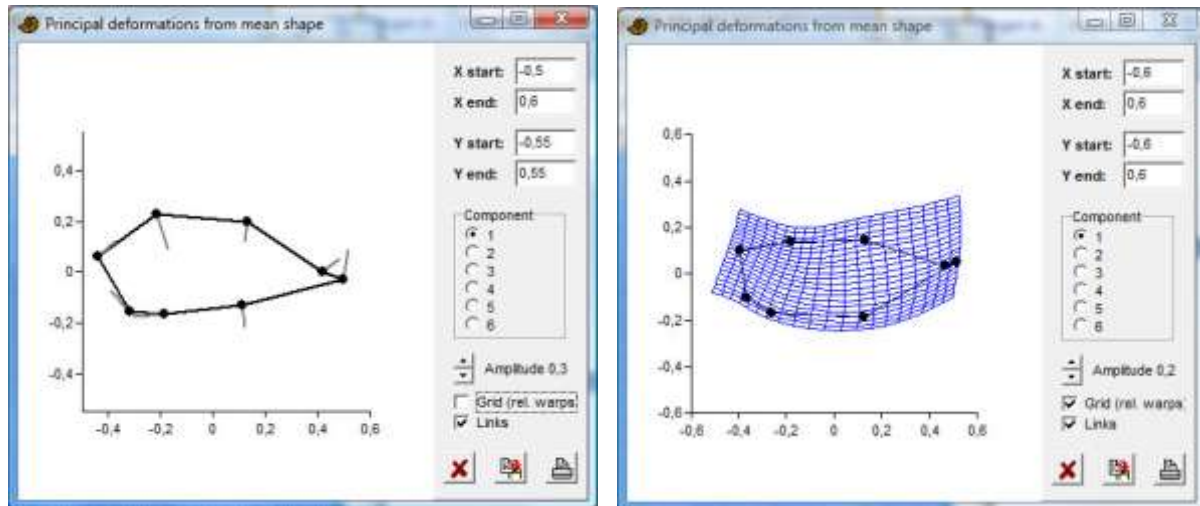 Principal deformations from mean shape
X start: -0,5
X end: 0,6
Y start: -0,55
Y end: 0,55
Component
1
2
3
4
5
6
Amplitude 0,3
Grid (rel. warps)
Links
0,4
0,2
0
-0,2
-0,4
-0,4 -0,2 0 0,2 0,4 0,6
Principal deformations from mean shape
X start: -0,6
X end: 0,6
Y start: -0,6
Y end: 0,6
Component
1
2
3
4
5
6
Amplitude 0,2
Grid (rel. warps
Links
0,6
0,4
0,2
0
-0,2
-0,4
-0,6
-0,6 -0,4 -0,2 0 0,2 0,4 0,6